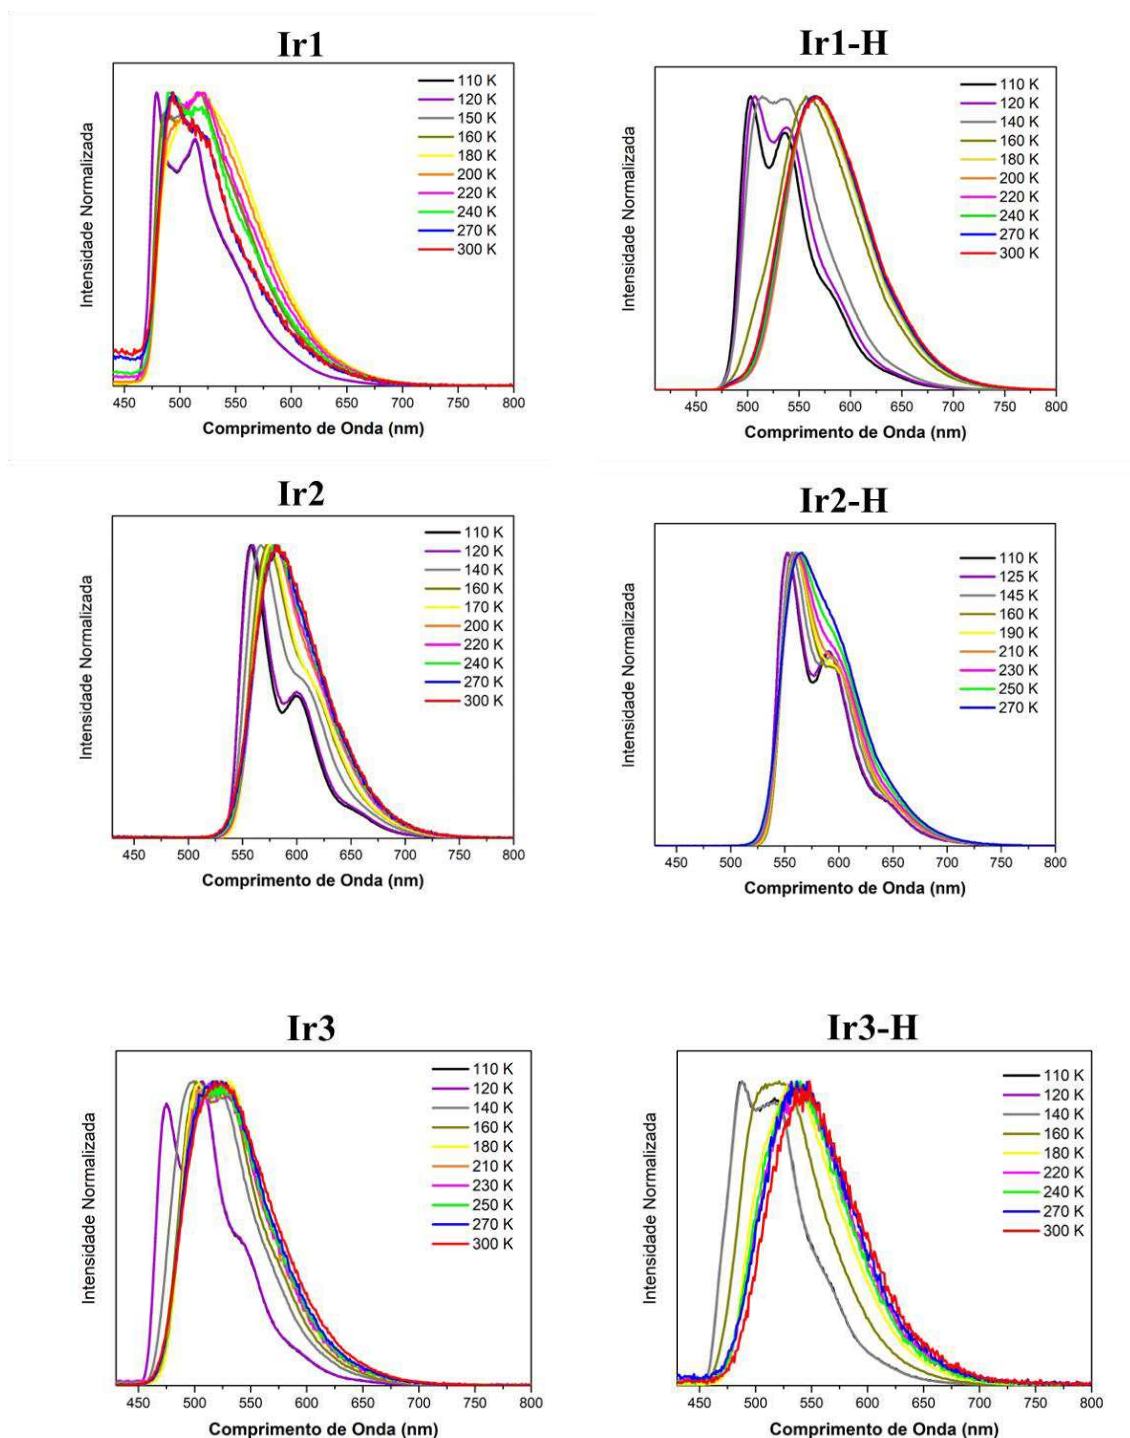 Ir1
Intensidade Normalizada
110 K
120 K
150 K
160 K
180 K
200 K
220 K
240 K
270 K
300 K
450 500 550 600 650 700 750 800
Comprimento de Onda (nm)
Ir1-H
Intensidade Normalizada
110 K
120 K
140 K
160 K
180 K
200 K
220 K
240 K
270 K
300 K
450 500 550 600 650 700 750 800
Comprimento de Onda (nm)
Ir2
Intensidade Normalizada
110 K
120 K
140 K
160 K
170 K
200 K
220 K
240 K
270 K
300 K
450 500 550 600 650 700 750 800
Comprimento de Onda (nm)
Ir2-H
Intensidade Normalizada
110 K
125 K
145 K
160 K
190 K
210 K
230 K
250 K
270 K
450 500 550 600 650 700 750 800
Comprimento de Onda (nm)
Ir3
Intensidade Normalizada
110 K
120 K
140 K
160 K
180 K
210 K
230 K
250 K
270 K
300 K
450 500 550 600 650 700 750 800
Comprimento de Onda (nm)
Ir3-H
Intensidade Normalizada
110 K
120 K
140 K
160 K
180 K
220 K
240 K
270 K
300 K
450 500 550 600 650 700 750 800
Comprimento de Onda (nm)